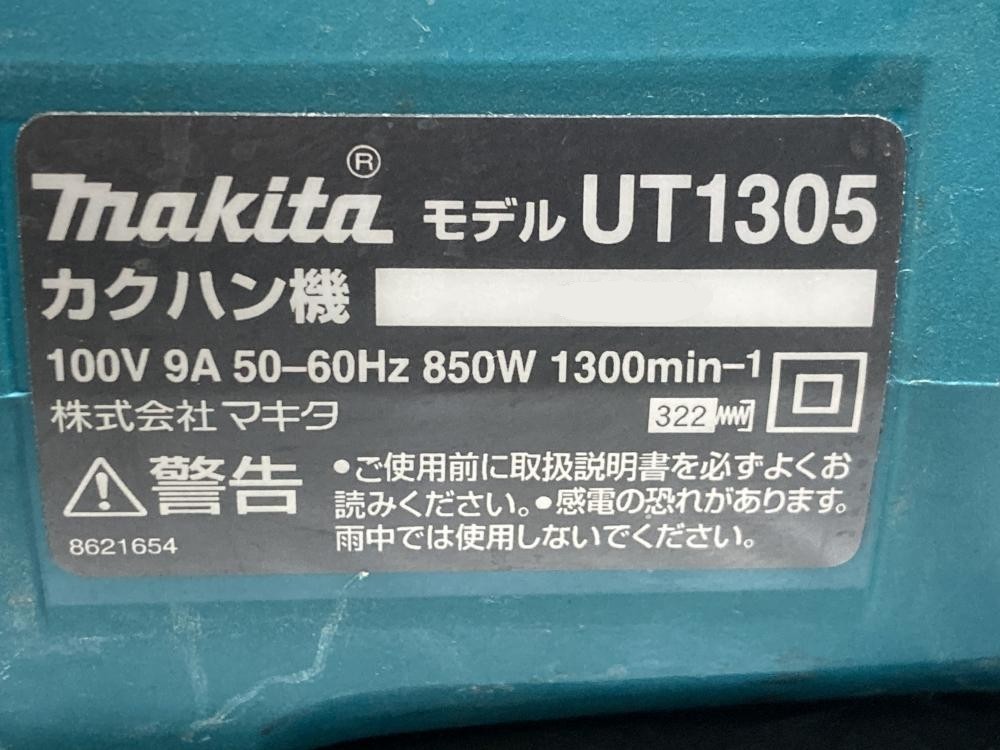 makita® モデル UT1305
カクハン機
100V 9A 50–60Hz 850W 1300min–1
株式会社マキタ 322
警告 •ご使用前に取扱説明書を必ずよくお
読みください。•感電の恐れがあります。
雨中では使用しないでください。
8621654